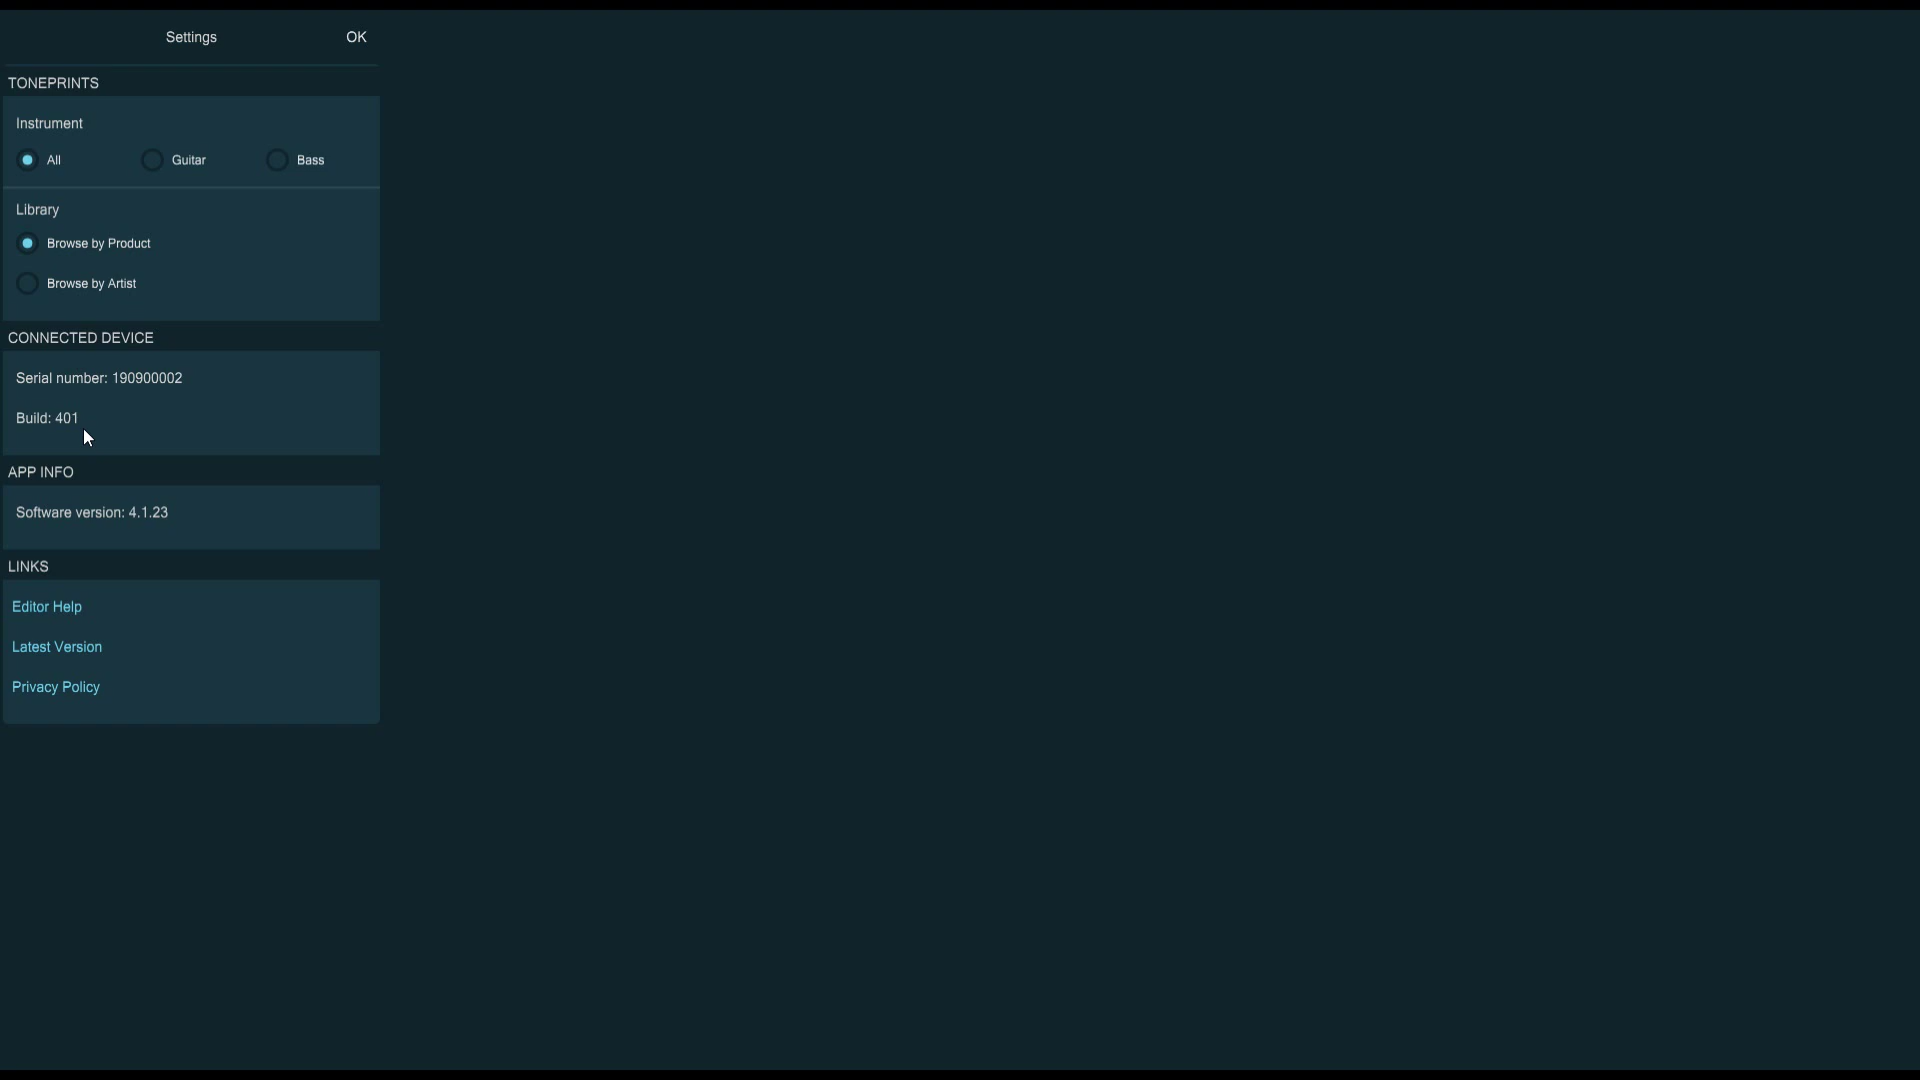 Settings OK
TONEPRINTS
Instrument
All Guitar Bass
Library
Browse by Product
Browse by Artist
CONNECTED DEVICE
Serial number: 190900002
Build: 401
APP INFO
Software version: 4.1.23
LINKS
Editor Help
Latest Version
Privacy Policy